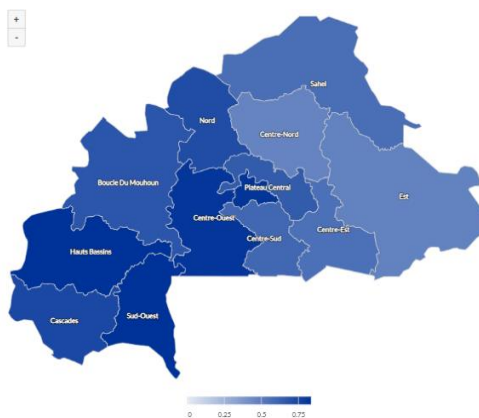 +
-
Sahel
Nord
Centre-Nord
Boucle Du Mouhoun
Plateau Central
Est
Centre-Ouest
Centre-Est
Centre-Sud
Hauts Bassins
Sud-Ouest
Cascades
0 0.25 0.5 0.75